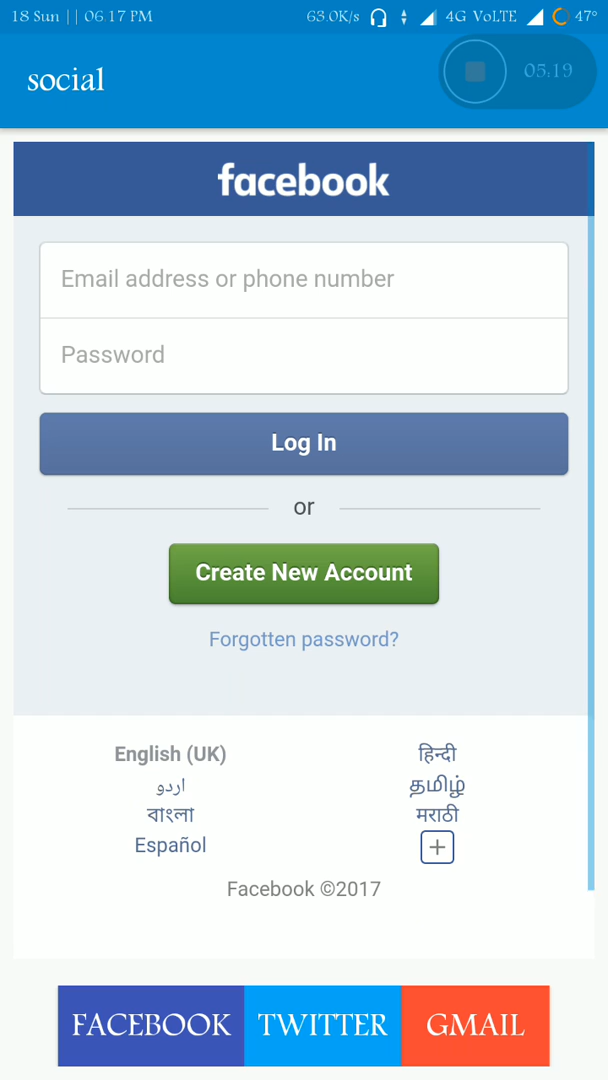 18 Sun || 06.17 PM 63.0K/s 4G VoLTE 47°
social
05:19
facebook
Email address or phone number
Password
Log In
or
Create New Account
Forgotten password?
English (UK) हिन्दी
اردو தமிழ்
বাংলা मराठी
Español +
Facebook ©2017
FACEBOOK TWITTER GMAIL